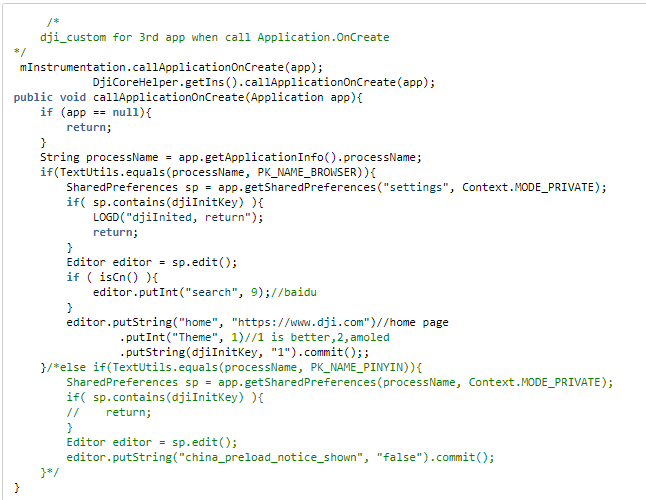 /*
dji_custom for 3rd app when call Application.OnCreate
*/
mInstrumentation.callApplicationOnCreate(app);
DjiCoreHelper.getIns().callApplicationOnCreate(app);
public void callApplicationOnCreate(Application app){
if (app == null){
return;
}
String processName = app.getApplicationInfo().processName;
if(TextUtils.equals(processName, PK_NAME_BROWSER)){
SharedPreferences sp = app.getSharedPreferences("settings", Context.MODE_PRIVATE);
if( sp.contains(djiInitKey) ){
LOGD("djiInited, return");
return;
}
Editor editor = sp.edit();
if ( isCn() ){
editor.putInt("search", 9);//baidu
}
editor.putString("home", "https://www.dji.com")//home page
.putInt("Theme", 1)//1 is better,2,amoled
.putString(djiInitKey, "1").commit();;
}/*else if(TextUtils.equals(processName, PK_NAME_PINYIN)){
SharedPreferences sp = app.getSharedPreferences(processName, Context.MODE_PRIVATE);
if( sp.contains(djiInitKey) ){
//    return;
}
Editor editor = sp.edit();
editor.putString("china_preload_notice_shown", "false").commit();
}*/
}